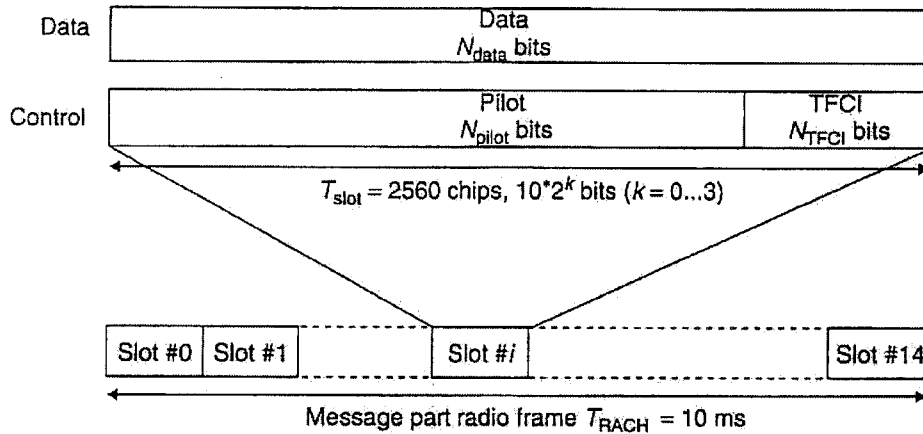 Data
Data
N_data bits
Control
Pilot
N_pilot bits
TFCI
N_TFCI bits
T_slot = 2560 chips, 10*2^k bits (k = 0...3)
Slot #0
Slot #1
Slot #i
Slot #14
Message part radio frame T_RACH = 10 ms